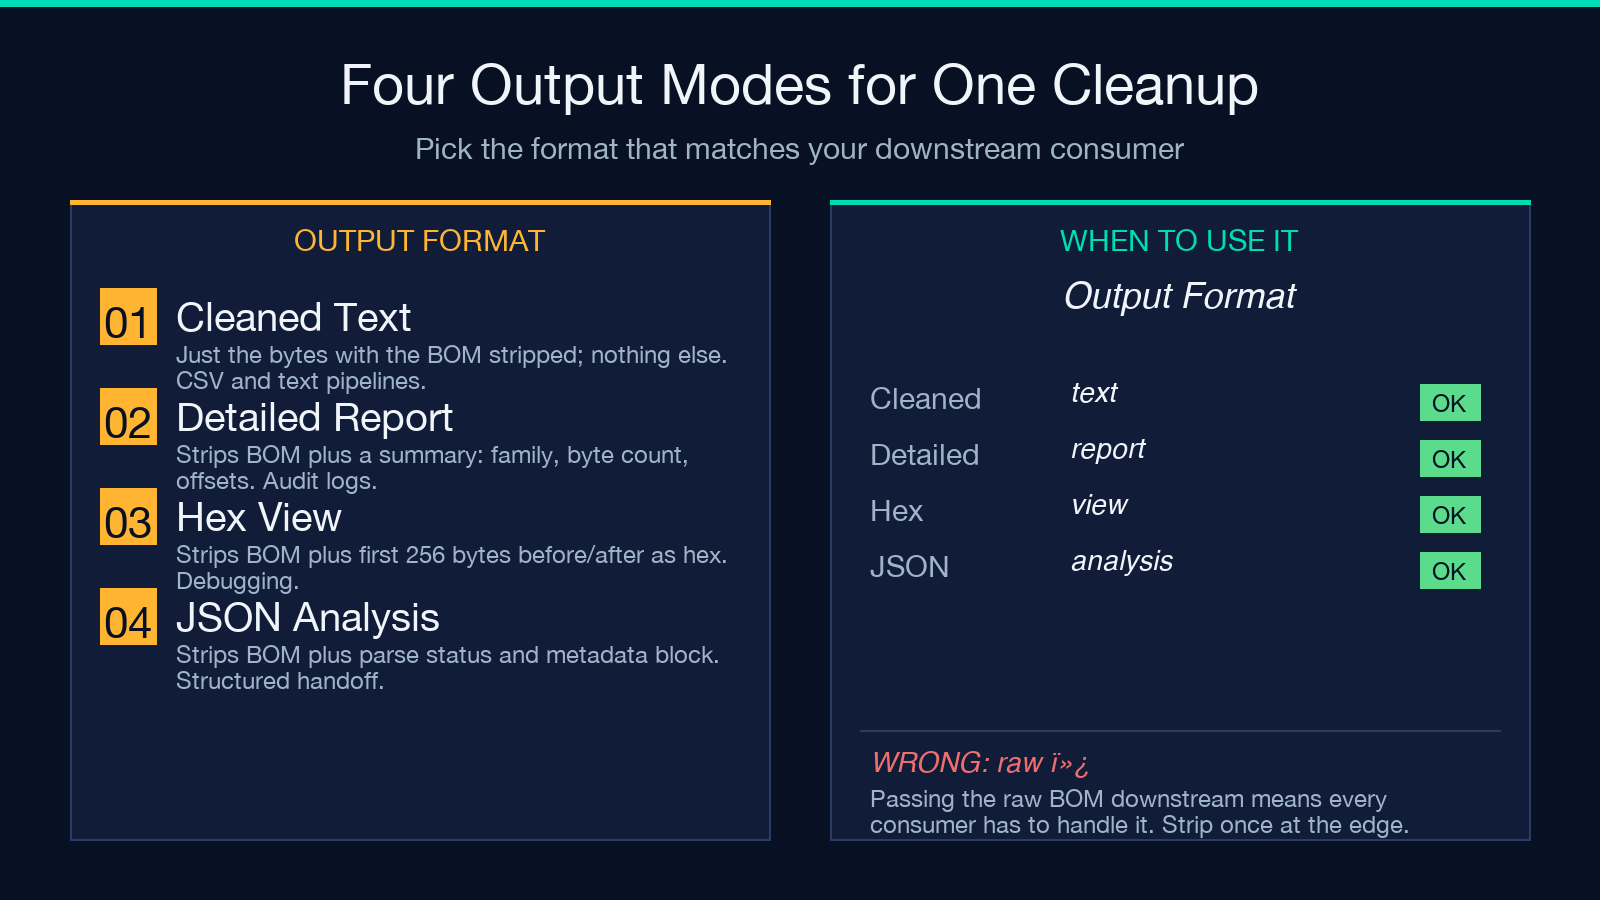 Four Output Modes for One Cleanup
Pick the format that matches your downstream consumer
OUTPUT FORMAT
01 Cleaned Text
Just the bytes with the BOM stripped; nothing else.
CSV and text pipelines.
02 Detailed Report
Strips BOM plus a summary: family, byte count,
offsets. Audit logs.
03 Hex View
Strips BOM plus first 256 bytes before/after as hex.
Debugging.
04 JSON Analysis
Strips BOM plus parse status and metadata block.
Structured handoff.
WHEN TO USE IT
Output Format
Cleaned text OK
Detailed report OK
Hex view OK
JSON analysis OK
WRONG: raw ï»¿
Passing the raw BOM downstream means every
consumer has to handle it. Strip once at the edge.